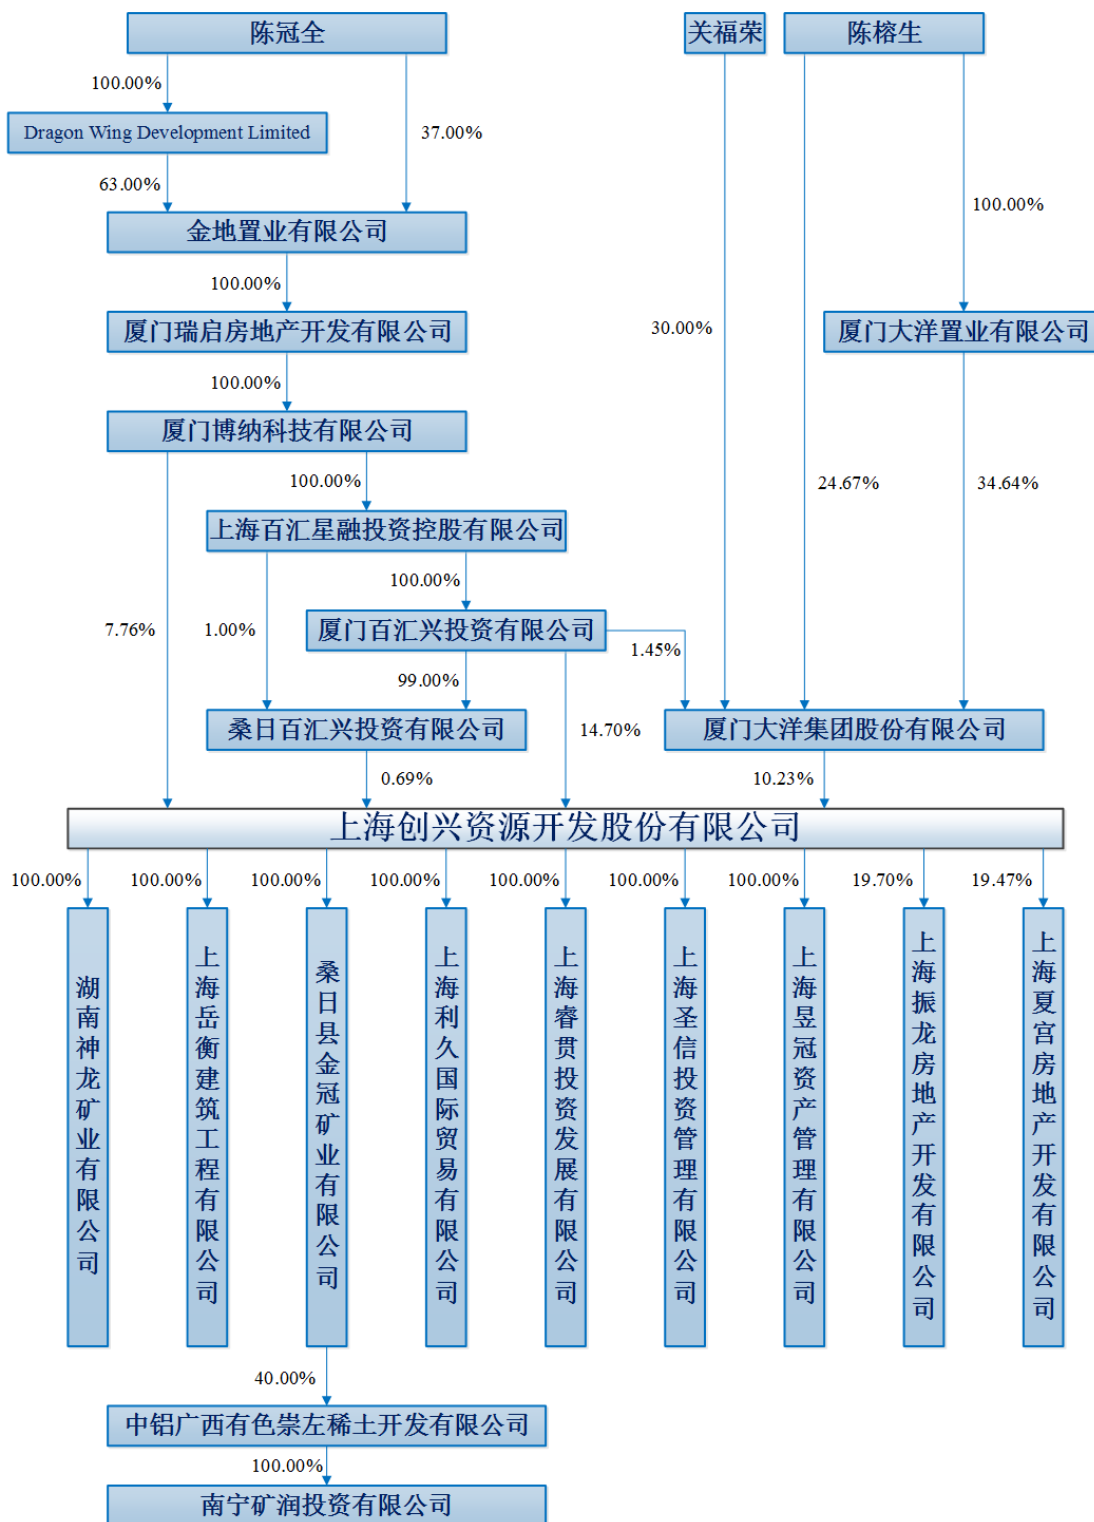 陈冠全
关福荣
陈榕生
100.00%
Dragon Wing Development Limited
37.00%
63.00%
100.00%
金地置业有限公司
100.00%
厦门瑞启房地产开发有限公司
30.00%
厦门大洋置业有限公司
100.00%
厦门博纳科技有限公司
100.00%
24.67%
34.64%
上海百汇星融投资控股有限公司
100.00%
7.76%
1.00%
厦门百汇兴投资有限公司
1.45%
99.00%
桑日百汇兴投资有限公司
14.70%
厦门大洋集团股份有限公司
0.69%
10.23%
上海创兴资源开发股份有限公司
100.00%
100.00%
100.00%
100.00%
100.00%
100.00%
100.00%
19.70%
19.47%
湖南神龙矿业有限公司
上海岳衡建筑工程有限公司
桑日县金冠矿业有限公司
上海利久国际贸易有限公司
上海睿贯投资发展有限公司
上海圣信投资管理有限公司
上海昱冠资产管理有限公司
上海振龙房地产开发有限公司
上海夏宫房地产开发有限公司
40.00%
中铝广西有色崇左稀土开发有限公司
100.00%
南宁矿润投资有限公司